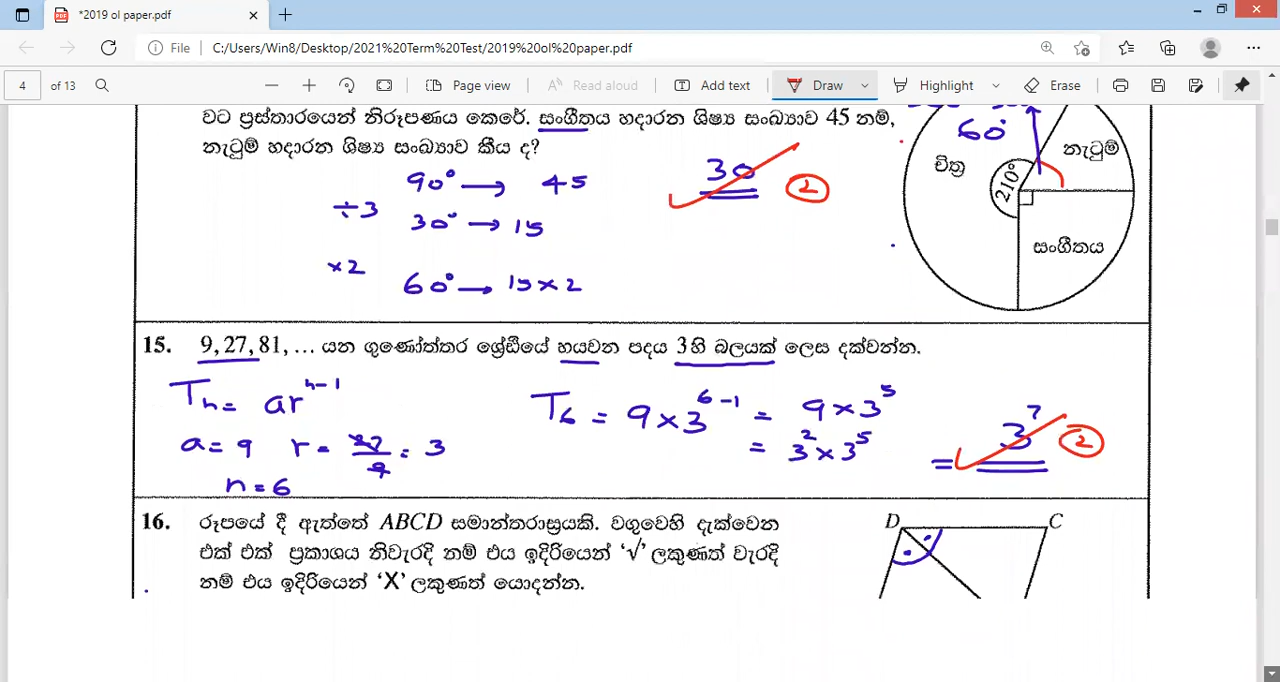 *2019 ol paper.pdf
File C:/Users/Win8/Desktop/2021%20Term%20Test/2019%20ol%20paper.pdf
4 of 13 Page view Read aloud Add text Draw Highlight Erase
වට ප්‍රස්තාරයෙන් නිරූපණය කෙරේ. සංගීතය හදාරන ශිෂ්‍ය සංඛ්‍යාව 45 නම්,
නැටුම් හදාරන ශිෂ්‍ය සංඛ්‍යාව කීය ද?
90° → 45
÷3
30° → 15
×2
60° → 15×2
30
2
60°
චිත්‍ර
නැටුම්
210°
සංගීතය
15. 9, 27, 81, … යන ගුණෝත්තර ශ්‍රේඪියේ හයවන පදය 3හි බලයක් ලෙස දක්වන්න.
Tn = ar^n-1
a = 9 r = 27/9 = 3
n = 6
T6 = 9 × 3^6-1 = 9 × 3^5
= 3^2 × 3^5
= 3^7
2
16. රූපයේ දී ඇත්තේ ABCD සමාන්තරාස්‍රයකි. වගුවෙහි දැක්වෙන
එක් එක් ප්‍රකාශය නිවැරදි නම් එය ඉදිරියෙන් ‘√’ ලකුණත් වැරදි
නම් එය ඉදිරියෙන් ‘X’ ලකුණත් යොදන්න.
D C